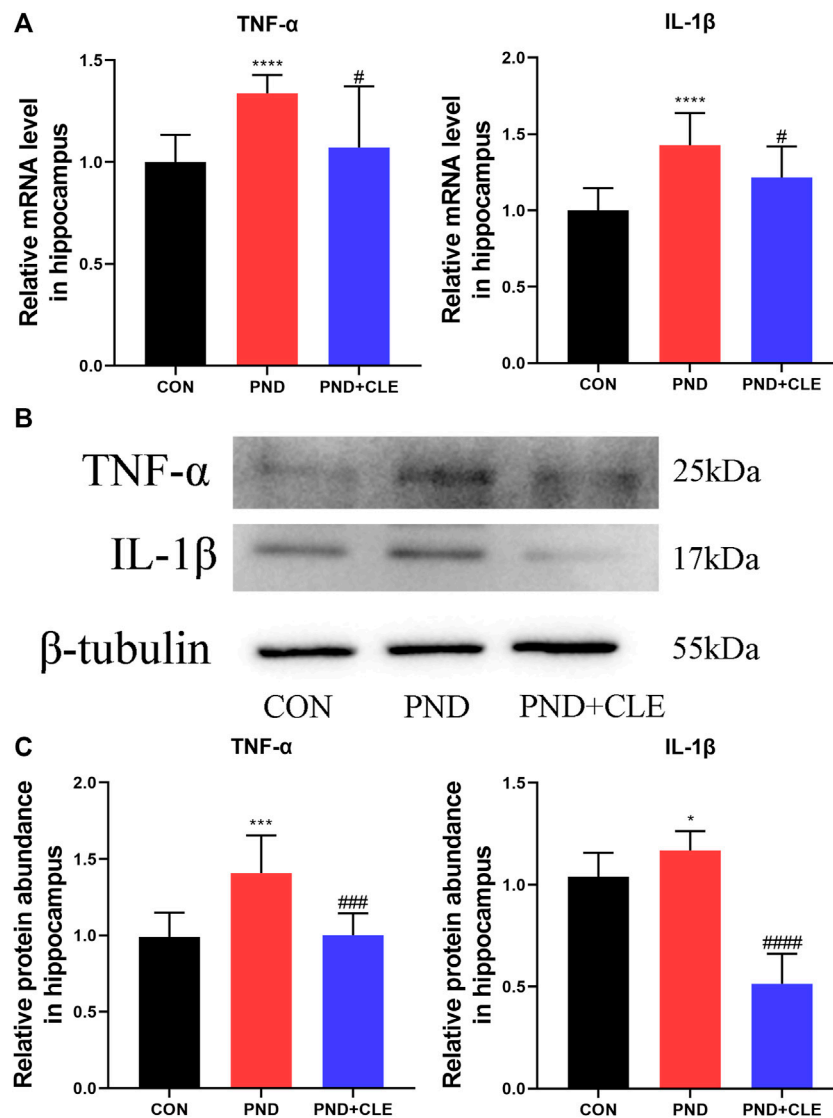 A
TNF-α
Relative mRNA level
in hippocampus
1.5
1.0
0.5
0.0
****
#
CON
PND
PND+CLE
IL-1β
Relative mRNA level
in hippocampus
2.0
1.5
1.0
0.5
0.0
****
#
CON
PND
PND+CLE
B
TNF-α
25kDa
IL-1β
17kDa
β-tubulin
55kDa
CON
PND
PND+CLE
C
TNF-α
Relative protein abundance
in hippocampus
2.0
1.5
1.0
0.5
0.0
***
###
CON
PND
PND+CLE
IL-1β
Relative protein abundance
in hippocampus
1.5
1.0
0.5
0.0
*
####
CON
PND
PND+CLE